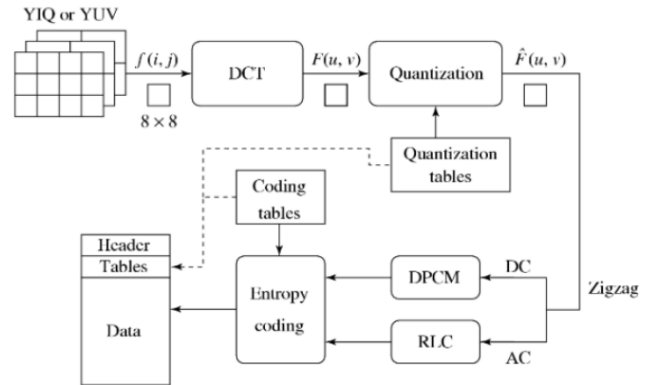 YIQ or YUV
f(i, j)
8 × 8
DCT
F(u, v)
Quantization
F̂(u, v)
Quantization
tables
Coding
tables
Header
Tables
Data
Entropy
coding
DPCM
DC
Zigzag
RLC
AC